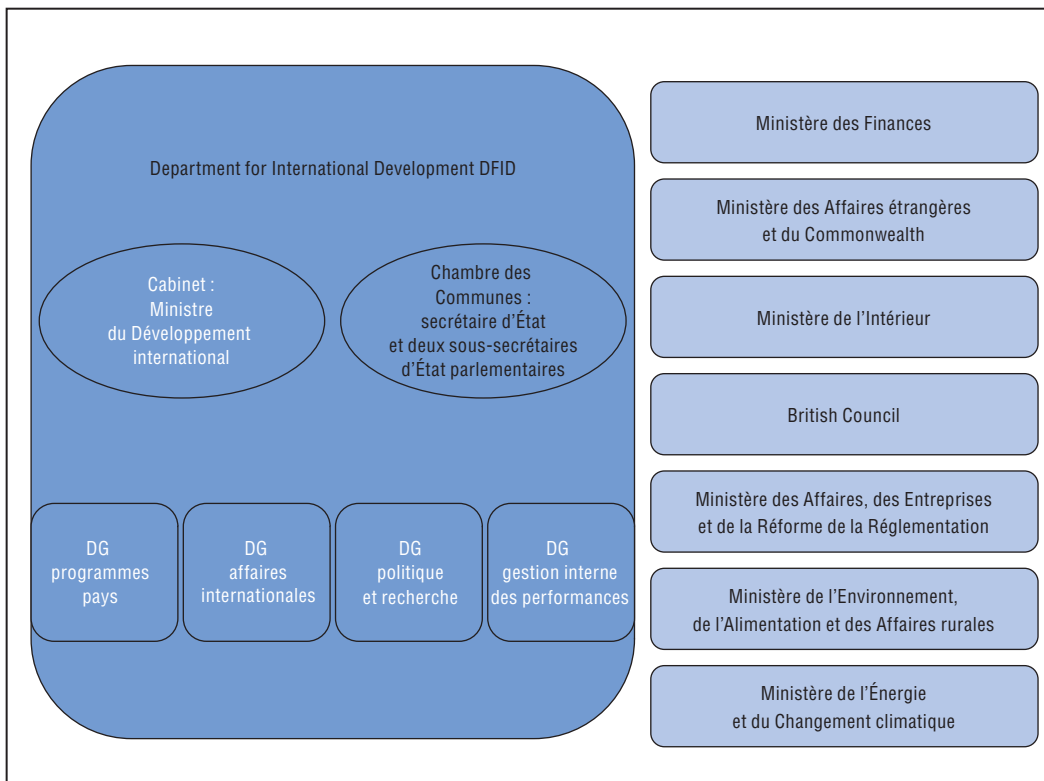 Department for International Development DFID
Cabinet :
Ministre
du Développement
international
Chambre des
Communes :
secrétaire d'État
et deux sous-secrétaires
d'État parlementaires
DG
programmes
pays
DG
affaires
internationales
DG
politique
et recherche
DG
gestion interne
des performances
Ministère des Finances
Ministère des Affaires étrangères
et du Commonwealth
Ministère de l'Intérieur
British Council
Ministère des Affaires, des Entreprises
et de la Réforme de la Réglementation
Ministère de l'Environnement,
de l'Alimentation et des Affaires rurales
Ministère de l'Énergie
et du Changement climatique